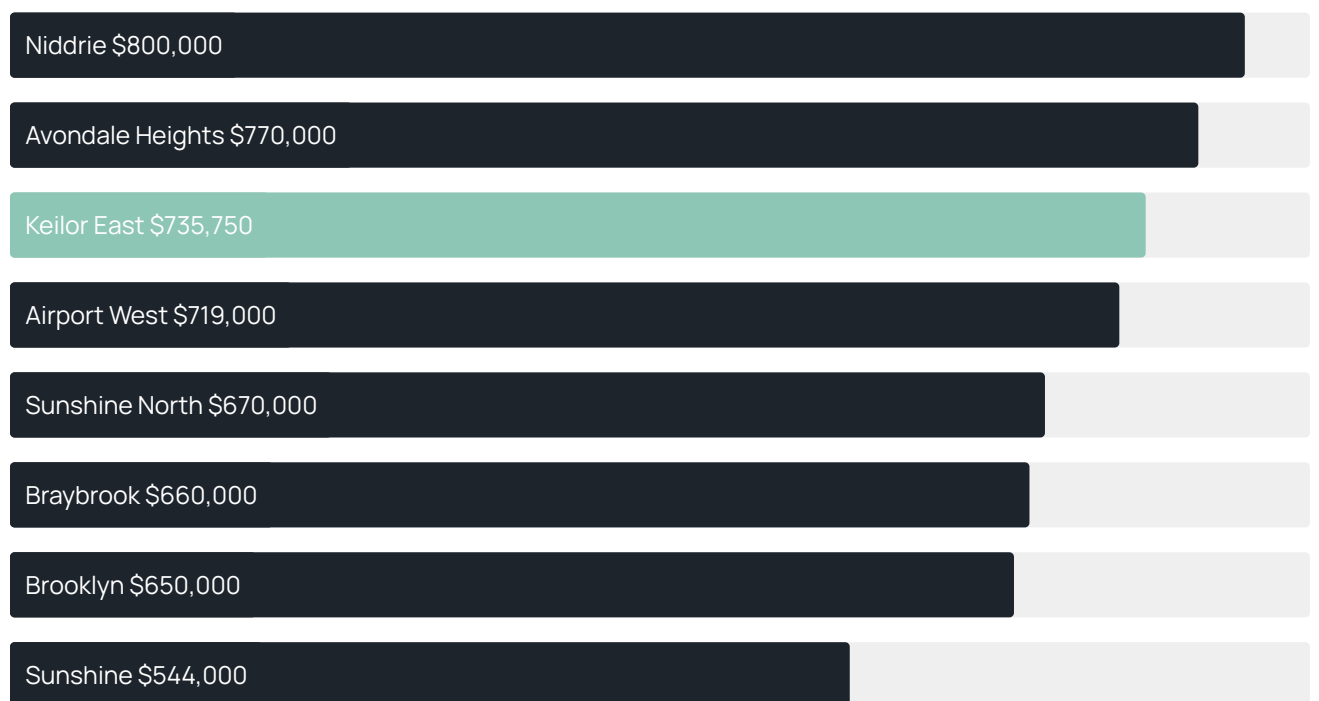 Niddrie $800,000
Avondale Heights $770,000
Keilor East $735,750
Airport West $719,000
Sunshine North $670,000
Braybrook $660,000
Brooklyn $650,000
Sunshine $544,000